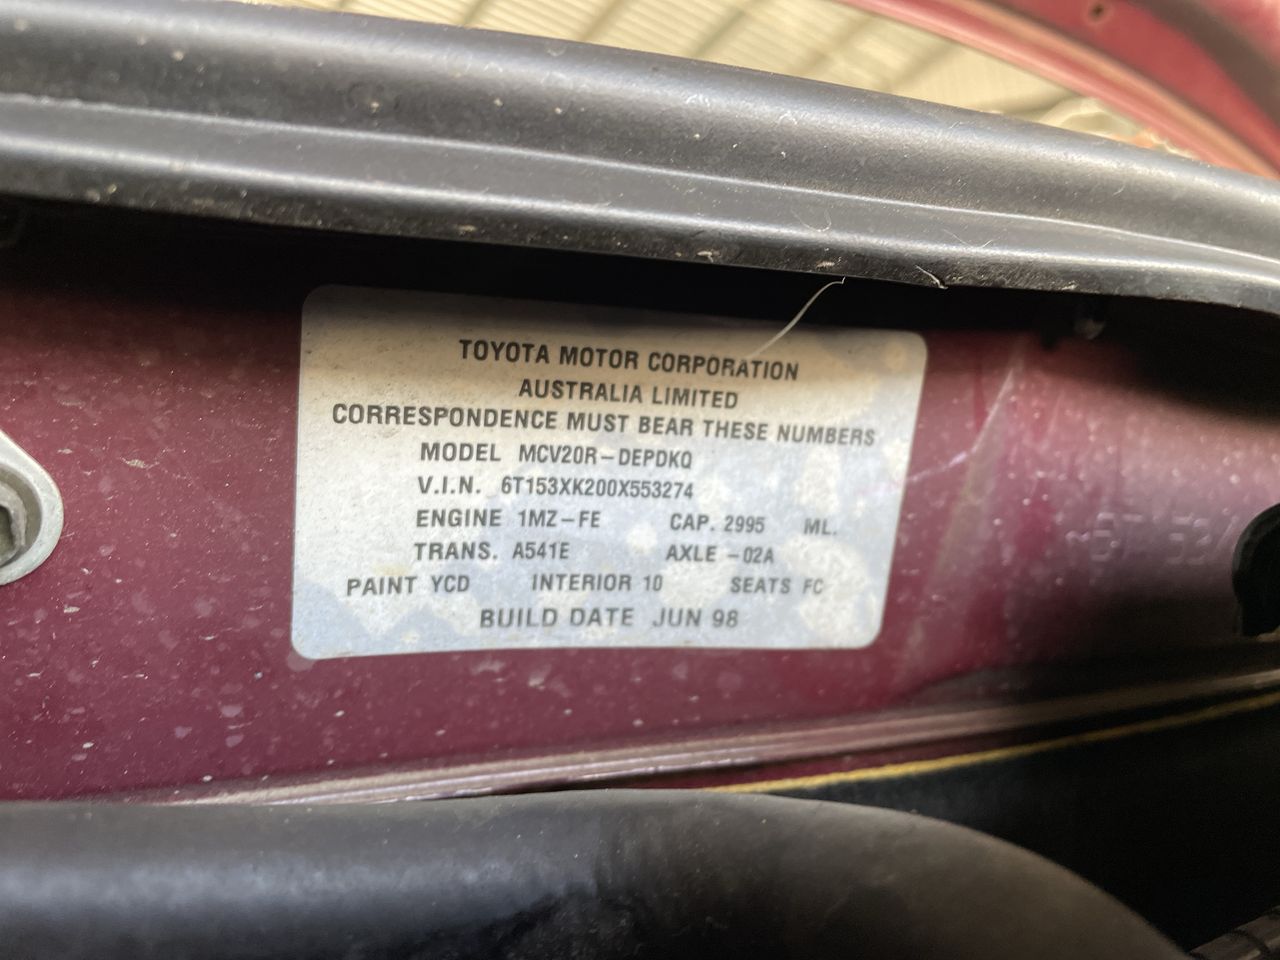 TOYOTA MOTOR CORPORATION
AUSTRALIA LIMITED
CORRESPONDENCE MUST BEAR THESE NUMBERS
MODEL MCV20R-DEPDKQ
V.I.N. 6T153XK200X553274
ENGINE 1MZ-FE CAP. 2995 ML.
TRANS. A541E AXLE -02A
PAINT YCD INTERIOR 10 SEATS FC
BUILD DATE JUN 98